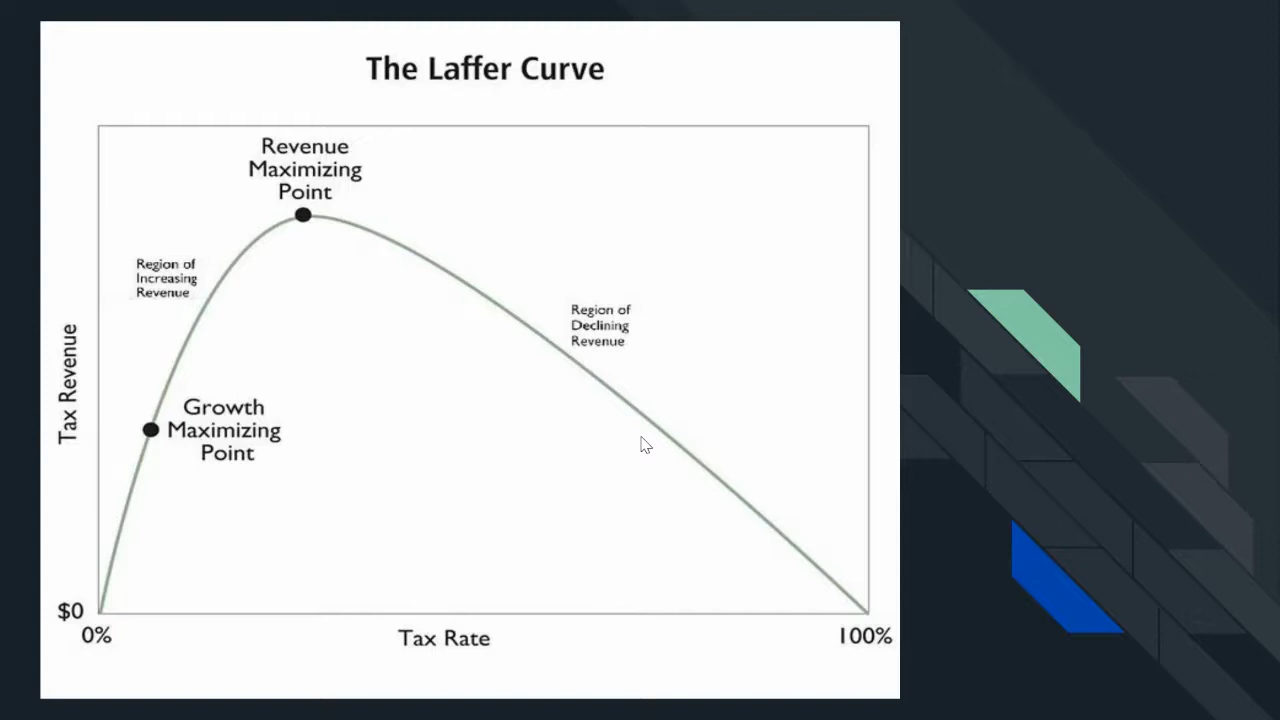 The Laffer Curve
Revenue
Maximizing
Point
Region of
Increasing
Revenue
Region of
Declining
Revenue
Growth
Maximizing
Point
Tax Revenue
$0
0%
Tax Rate
100%